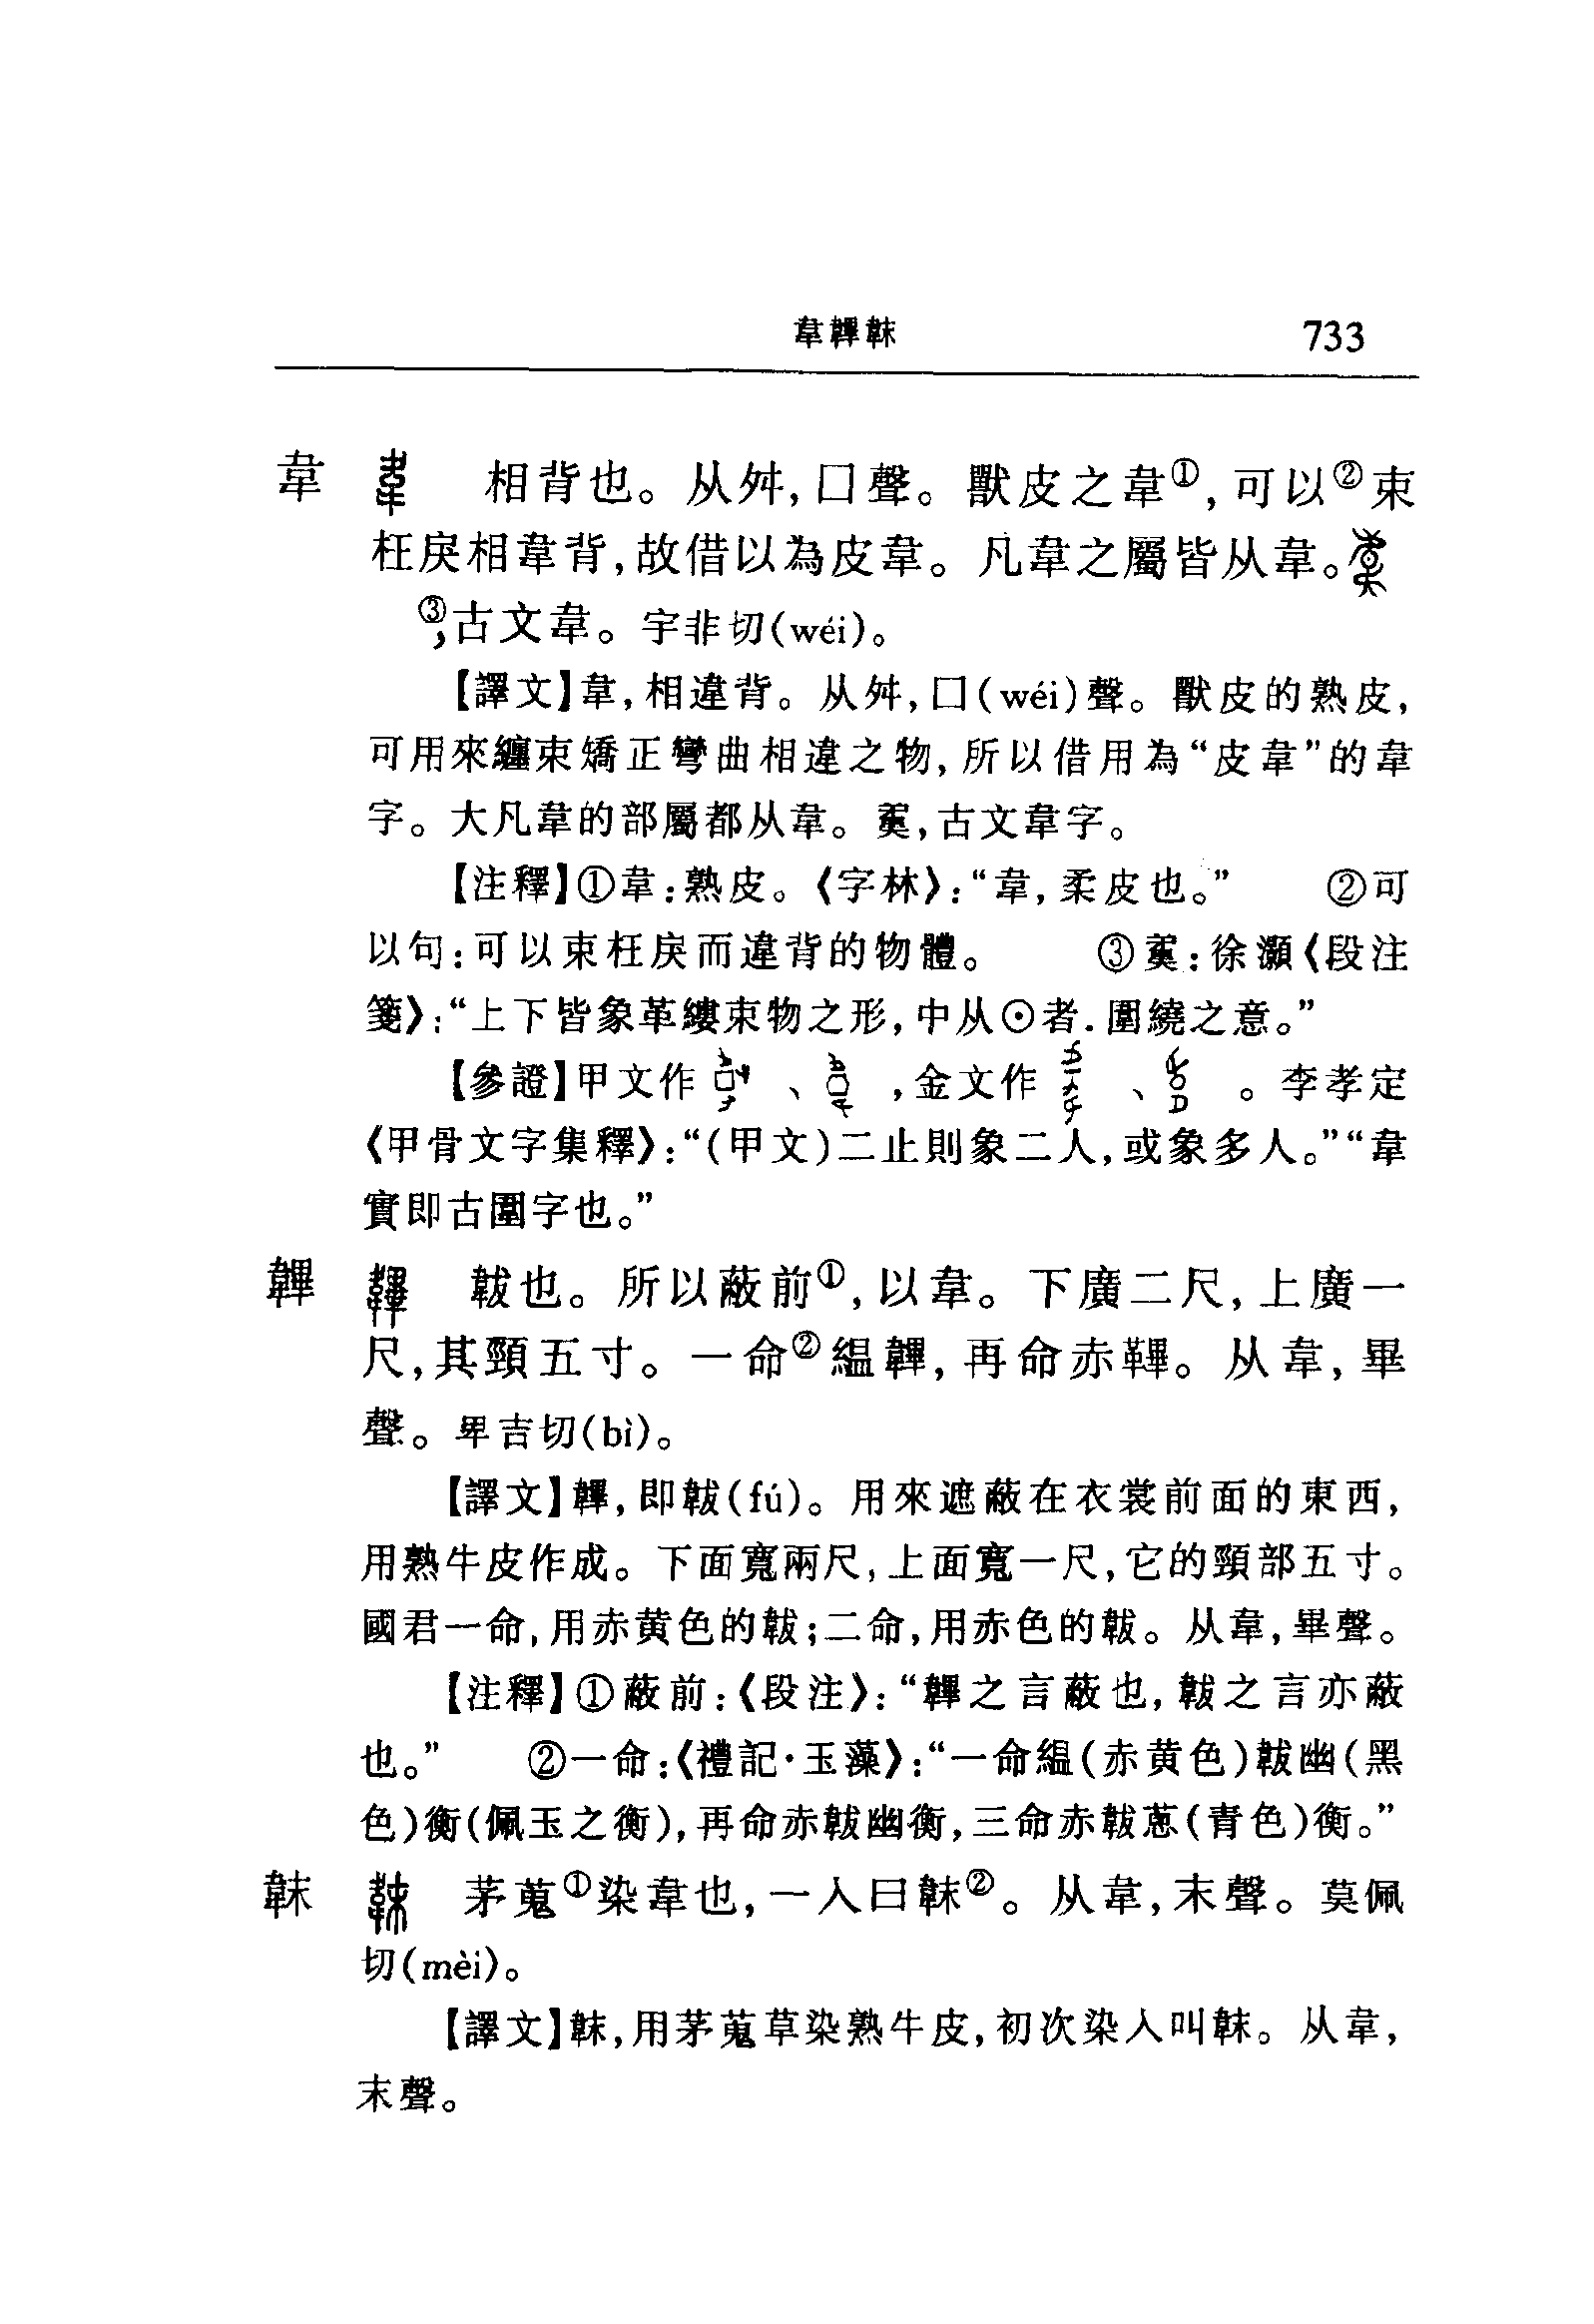 韋韠韎 733
韋 相背也。从舛,囗聲。獸皮之韋①,可以②束
枉戾相韋背,故借以為皮韋。凡韋之屬皆从韋。
③,古文韋。宇非切(wéi)。
【譯文】韋,相違背。从舛,囗(wéi)聲。獸皮的熟皮,
可用來纏束矯正彎曲相違之物,所以借用為“皮韋”的韋
字。大凡韋的部屬都从韋。,古文韋字。
【注釋】①韋:熟皮。《字林》:“韋,柔皮也。” ②可
以句:可以束枉戾而違背的物體。 ③:徐灝《段注
箋》:“上下皆象革縷束物之形,中从⊙者.圍繞之意。”
【參證】甲文作 、 ,金文作 、 。李孝定
《甲骨文字集釋》:“(甲文)二止則象二人,或象多人。”“韋
實即古圍字也。”
韠 韍也。所以蔽前①,以韋。下廣二尺,上廣一
尺,其頸五寸。一命②緼韠,再命赤鞸。从韋,畢
聲。卑吉切(bì)。
【譯文】韠,即韍(fú)。用來遮蔽在衣裳前面的東西,
用熟牛皮作成。下面寬兩尺,上面寬一尺,它的頸部五寸。
國君一命,用赤黄色的韍;二命,用赤色的韍。从韋,畢聲。
【注釋】①蔽前:《段注》:“韠之言蔽也,韍之言亦蔽
也。” ②一命:《禮記·玉藻》:“一命緼(赤黄色)韍幽(黑
色)衡(佩玉之衡),再命赤韍幽衡,三命赤韍蔥(青色)衡。”
韎 茅蒐①染韋也,一入曰韎②。从韋,末聲。莫佩
切(mèi)。
【譯文】韎,用茅蒐草染熟牛皮,初次染入叫韎。从韋,
末聲。